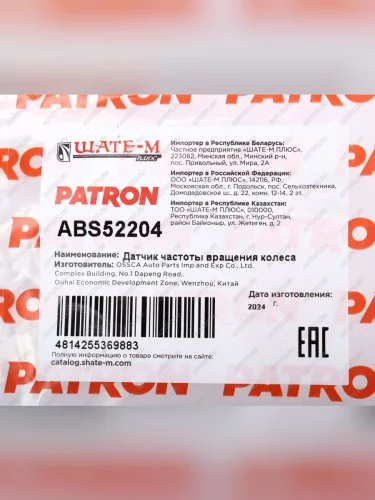 ШАТЕ-М
ПЛЮС
PATRON
ABS52204
Импортер в Республике Беларусь:
Частное предприятие «ШАТЕ-М ПЛЮС»,
223062, Минская обл., Минский р-н,
пос. Привольный, ул. Мира, 2А
Импортер в Российской Федерации:
ООО «ШАТЕ-М ПЛЮС», 142116, РФ,
Московская обл., г. Подольск, пос. Сельхозтехника,
Домодедовское ш., д. 22, комн. 12-14, 2 эт.
Импортер в Республике Казахстан:
ТОО «ШАТЕ-М ПЛЮС», 010000,
Республика Казахстан, г. Нур-Султан,
район Байконыр, ул. Жетиген, д. 2
Наименование: Датчик частоты вращения колеса
Изготовитель: OSSCA Auto Parts Imp and Exp Co., Ltd.
Complex Building, No.1 Dapeng Road,
Ouhai Economic Development Zone, Wenzhou, Китай
Дата изготовления:
2024 г.
4814255369883
EAC
Полную информацию о товаре смотрите на сайте:
catalog.shate-m.com
PATRON
PATRON